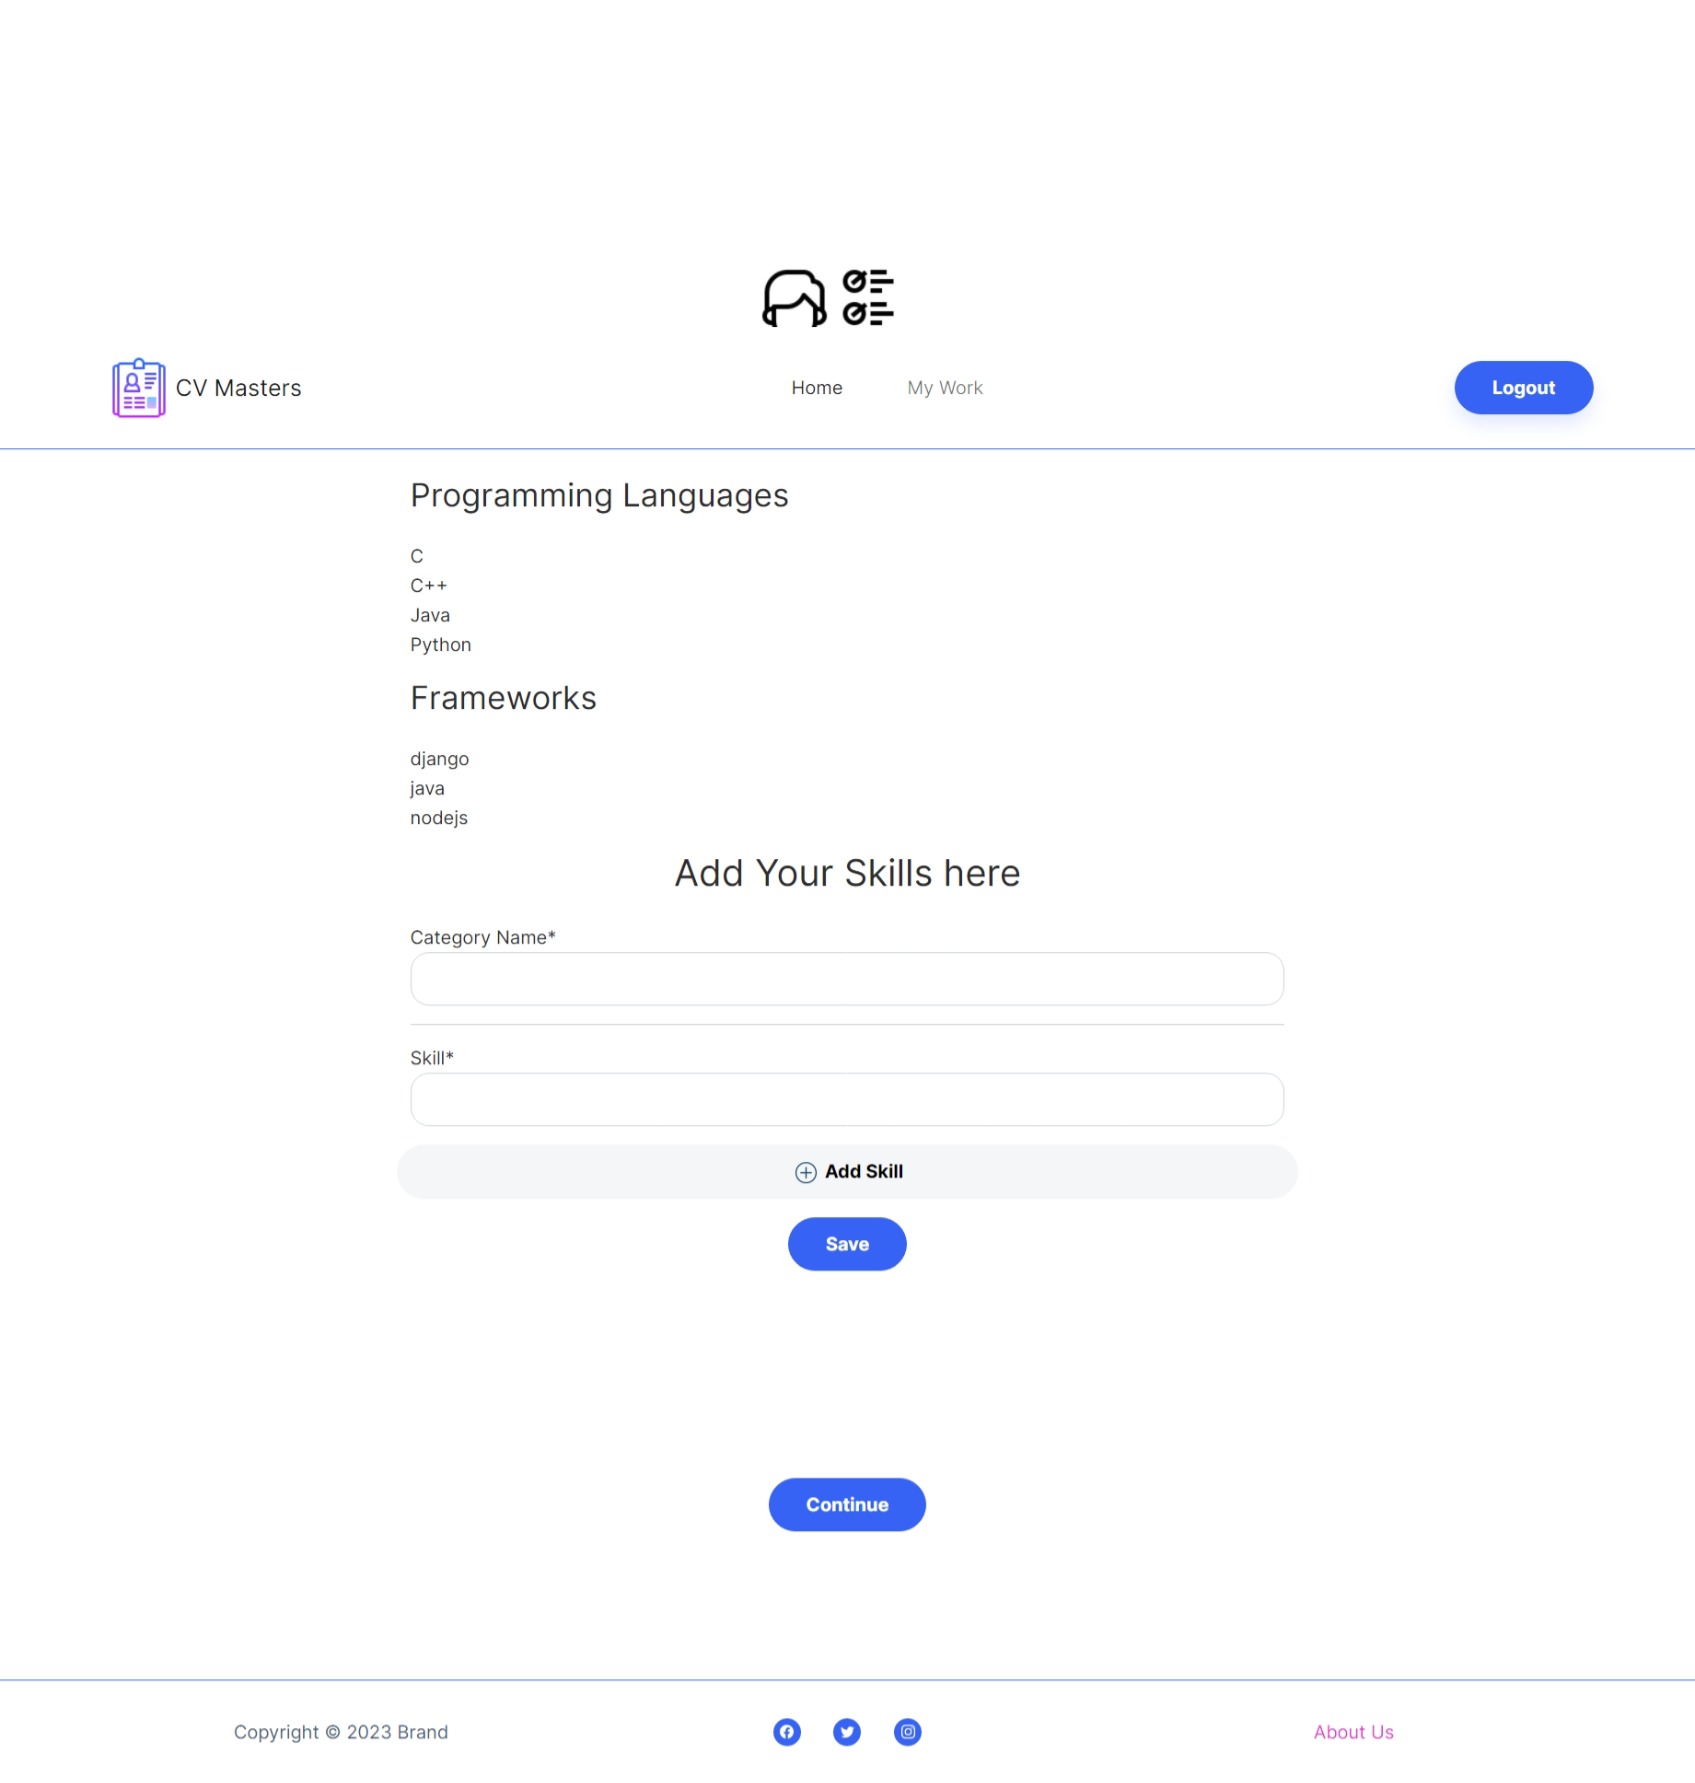 CV Masters
Home
My Work
Logout
Programming Languages
C
C++
Java
Python
Frameworks
django
java
nodejs
Add Your Skills here
Category Name*
Skill*
Add Skill
Save
Continue
Copyright © 2023 Brand
About Us